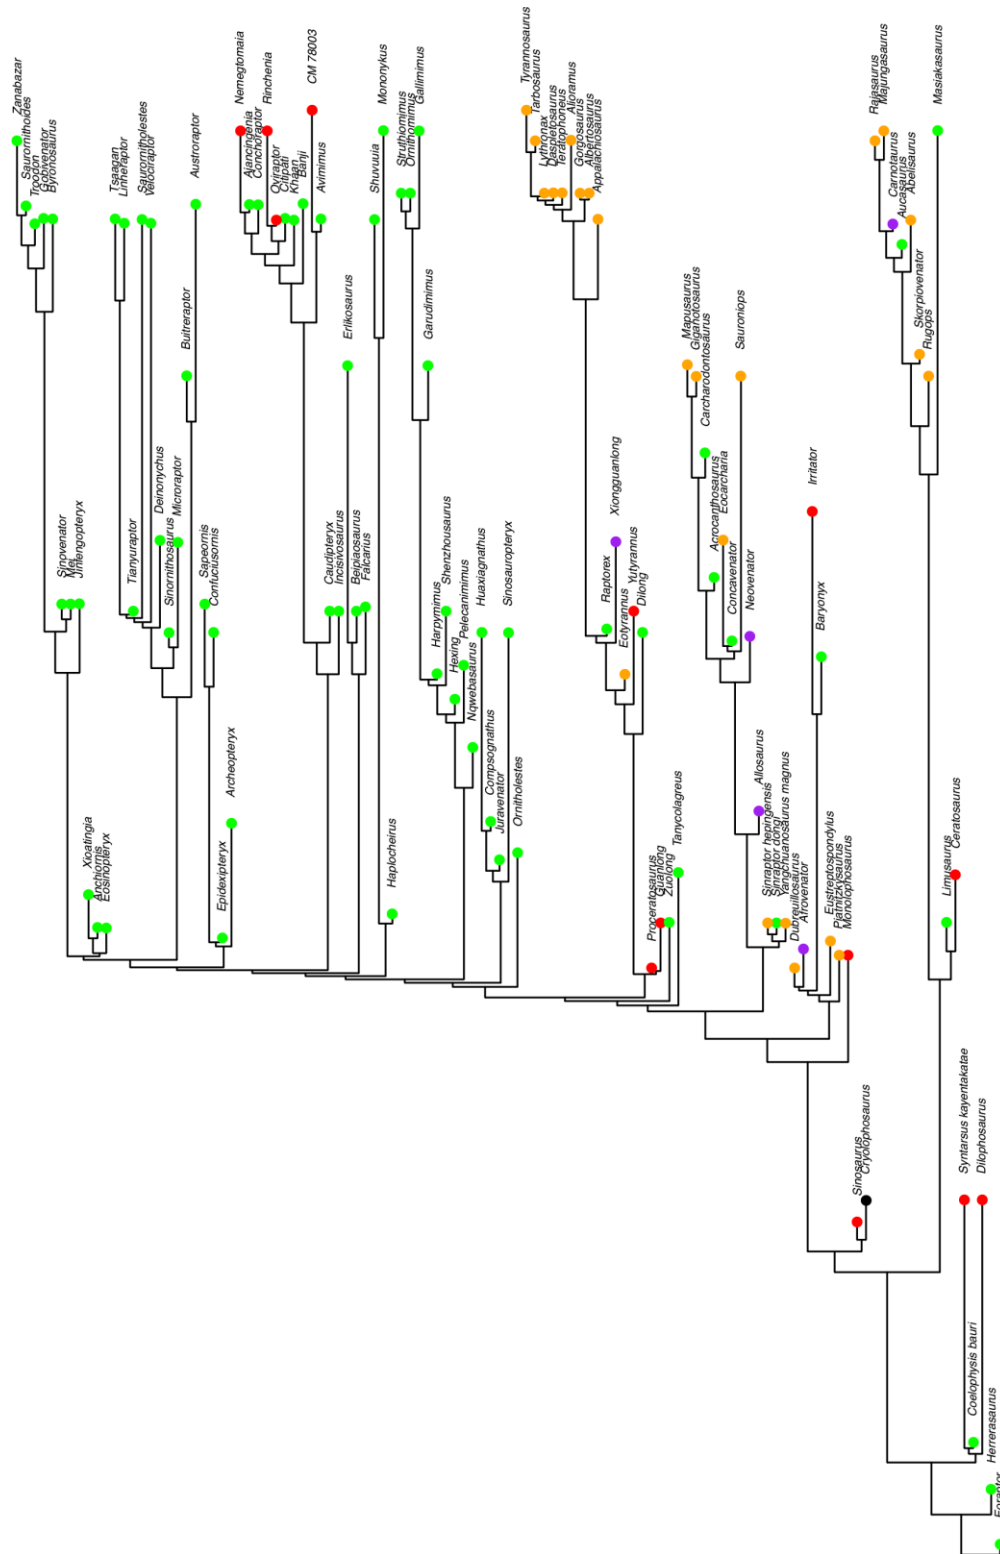 Zanabazar
Saurornithoides
Troodon
Gobivenator
Byronosaurus
Sinovenator
Mei
Jinfengopteryx
Xioatingia
Anchiornis
Eosinopteryx
Tsaagan
Linheraptor
Tianyuraptor
Saurornitholestes
Velociraptor
Deinonychus
Sinornithosaurus
Microraptor
Buitreraptor
Austroraptor
Sapeornis
Confuciusornis
Epidexipteryx
Archeopteryx
Nemegtomaia
Ajancingenia
Conchoraptor
Rinchenia
Oviraptor
Citipati
Khaan
Banji
CM 78003
Avimimus
Caudipteryx
Incisivosaurus
Erlikosaurus
Beipiaosaurus
Falcarius
Shuvuuia
Mononykus
Haplocheirus
Struthiomimus
Ornithomimus
Gallimimus
Garudimimus
Harpymimus
Shenzhousaurus
Hexing
Pelecanimimus
Nqwebasaurus
Huaxiagnathus
Compsognathus
Juravenator
Sinosauropteryx
Ornitholestes
Tyrannosaurus
Tarbosaurus
Lythronax
Daspletosaurus
Teratophoneus
Alioramus
Gorgosaurus
Albertosaurus
Appalachiosaurus
Raptorex
Xiongguanlong
Eotyrannus
Yutyrannus
Dilong
Proceratosaurus
Guanlong
Zuolong
Tanycolagreus
Mapusaurus
Giganotosaurus
Carcharodontosaurus
Acrocanthosaurus
Eocarcharia
Concavenator
Sauroniops
Neovenator
Allosaurus
Sinraptor hepingensis
Sinraptor dongi
Yangchuanosaurus magnus
Dubreuillosaurus
Afrovenator
Irritator
Baryonyx
Eustreptospondylus
Piatnitzkysaurus
Monolophosaurus
Sinosaurus
Cryolophosaurus
Rajasaurus
Majungasaurus
Carnotaurus
Aucasaurus
Abelisaurus
Skorpiovenator
Rugops
Masiakasaurus
Limusaurus
Ceratosaurus
Syntarsus kayentakatae
Coelophysis bauri
Dilophosaurus
Herrerasaurus
Eoraptor